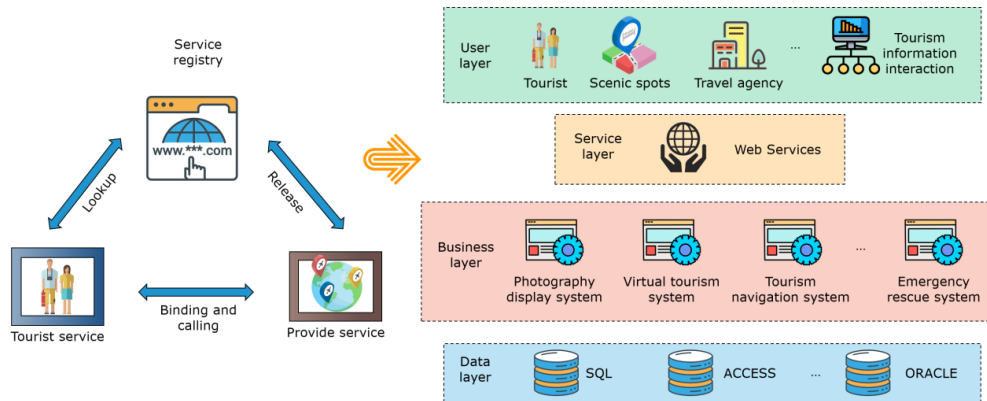 Service
registry
www.***.com
Lookup
Release
Tourist service
Binding and
calling
Provide service
User
layer
Tourist
Scenic spots
Travel agency
...
Tourism
information
interaction
Service
layer
Web Services
Business
layer
Photography
display system
Virtual tourism
system
Tourism
navigation system
...
Emergency
rescue system
Data
layer
SQL
ACCESS
...
ORACLE